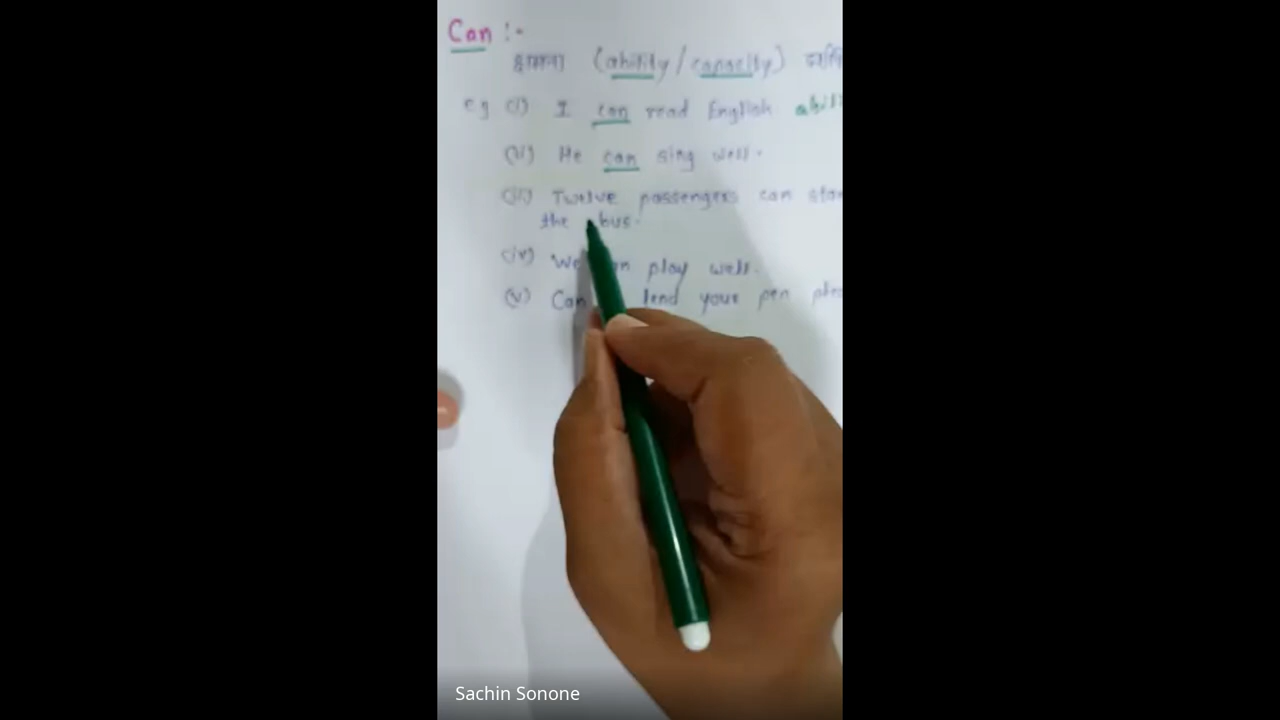 Can :-
क्षमता (ability/capacity)
e.g (i) I can read English
(ii) He can sing well.
(iii) Twelve passengers can
the bus.
(iv) We can play well.
(v) Can lend your pen
Sachin Sonone